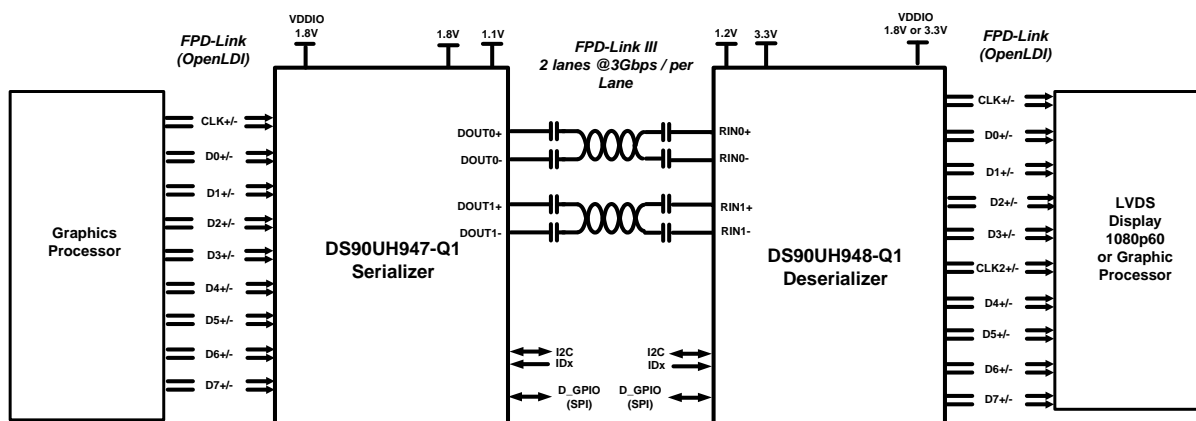 FPD-Link
(OpenLDI)
VDDIO
1.8V
1.8V
1.1V
FPD-Link III
2 lanes @3Gbps / per
Lane
1.2V
3.3V
VDDIO
1.8V or 3.3V
FPD-Link
(OpenLDI)
Graphics
Processor
CLK+/-
D0+/-
D1+/-
D2+/-
D3+/-
D4+/-
D5+/-
D6+/-
D7+/-
DS90UH947-Q1
Serializer
DOUT0+
DOUT0-
DOUT1+
DOUT1-
I2C
IDx
D_GPIO
(SPI)
RIN0+
RIN0-
RIN1+
RIN1-
I2C
IDx
D_GPIO
(SPI)
DS90UH948-Q1
Deserializer
CLK+/-
D0+/-
D1+/-
D2+/-
D3+/-
CLK2+/-
D4+/-
D5+/-
D6+/-
D7+/-
LVDS
Display
1080p60
or Graphic
Processor